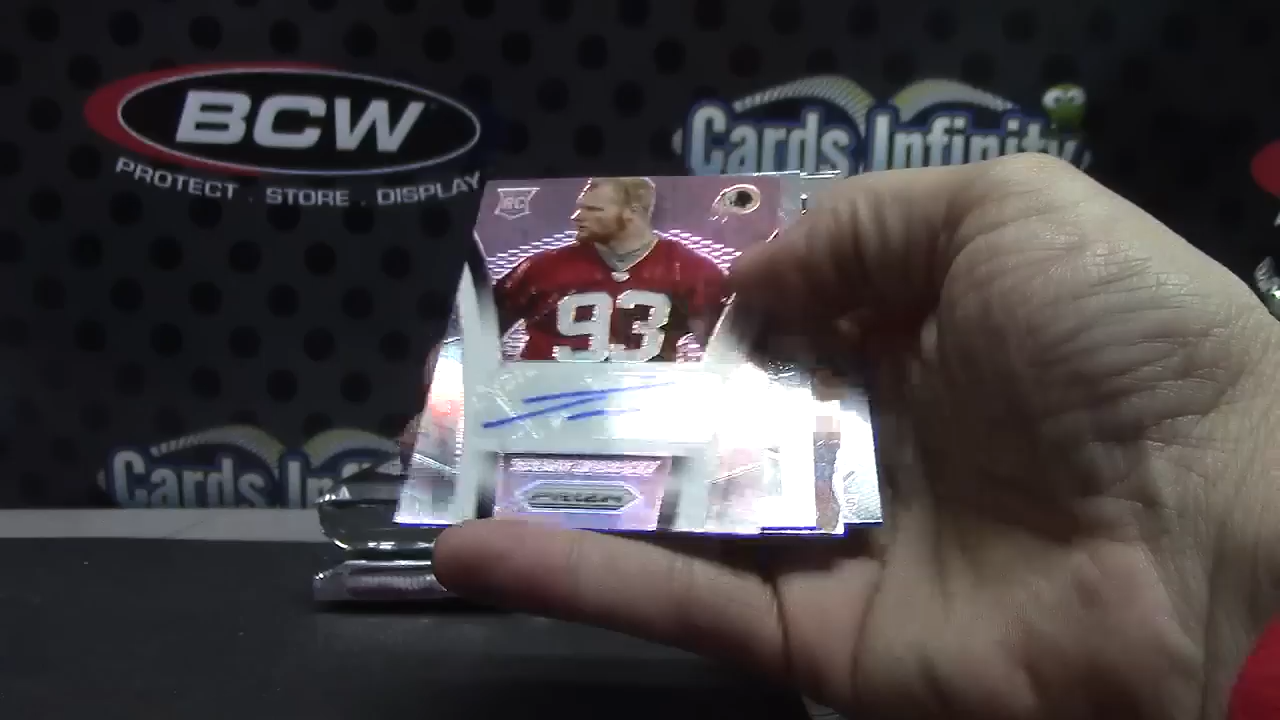 BCW
PROTECT . STORE . DISPLAY
Cards Infinity
RC
93
PRIZM
Cards In